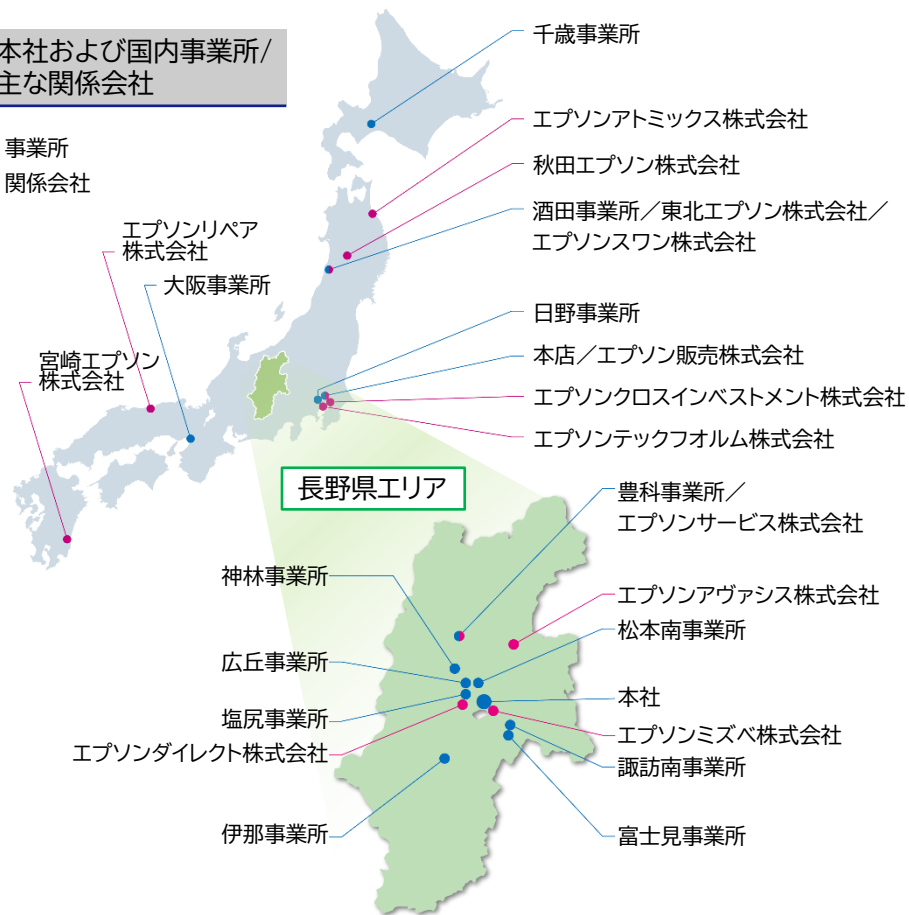 本社および国内事業所/
主な関係会社
事業所
関係会社
千歳事業所
エプソンアトミックス株式会社
秋田エプソン株式会社
酒田事業所／東北エプソン株式会社／
エプソンスワン株式会社
エプソンリペア
株式会社
大阪事業所
宮崎エプソン
株式会社
日野事業所
本店／エプソン販売株式会社
エプソンクロスインベストメント株式会社
エプソンテックフオルム株式会社
長野県エリア
豊科事業所／
エプソンサービス株式会社
神林事業所
エプソンアヴァシス株式会社
松本南事業所
広丘事業所
本社
塩尻事業所
エプソンミズベ株式会社
エプソンダイレクト株式会社
諏訪南事業所
伊那事業所
富士見事業所